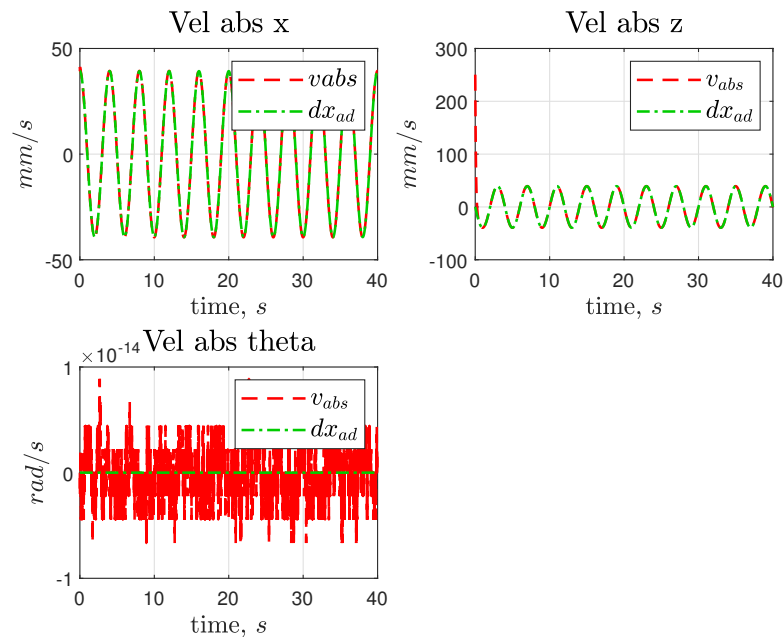 Vel abs x
50
0
-50
mm/s
vabs
dx_ad
0 10 20 30 40
time, s
Vel abs z
300
200
100
0
-100
mm/s
v_abs
dx_ad
0 10 20 30 40
time, s
Vel abs theta
×10^-14
1
0
-1
rad/s
v_abs
dx_ad
0 10 20 30 40
time, s